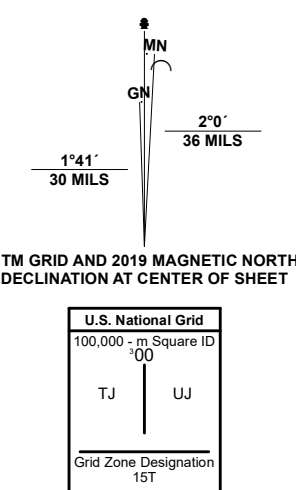 MN
GN
2°0´
36 MILS
1°41´
30 MILS
TM GRID AND 2019 MAGNETIC NORTH
DECLINATION AT CENTER OF SHEET
U.S. National Grid
100,000 - m Square ID
³00
TJ UJ
Grid Zone Designation
15T